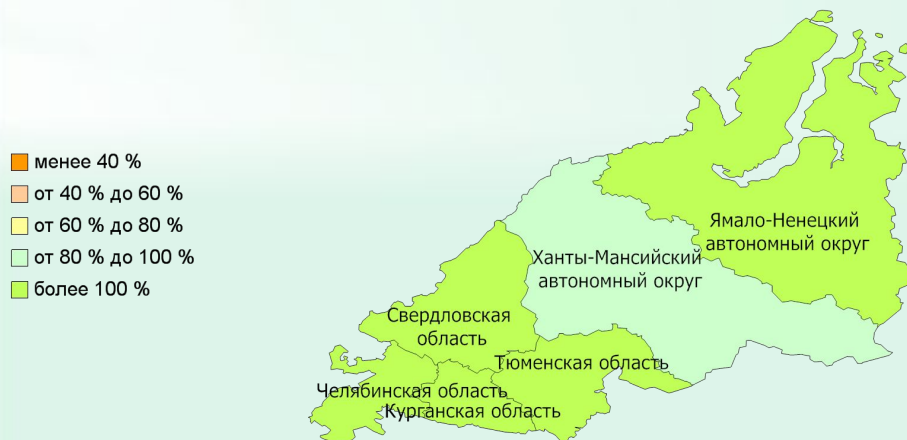 менее 40 %
от 40 % до 60 %
от 60 % до 80 %
от 80 % до 100 %
более 100 %
Ямало-Ненецкий
автономный округ
Ханты-Мансийский
автономный округ
Свердловская
область
Тюменская область
Челябинская область
Курганская область